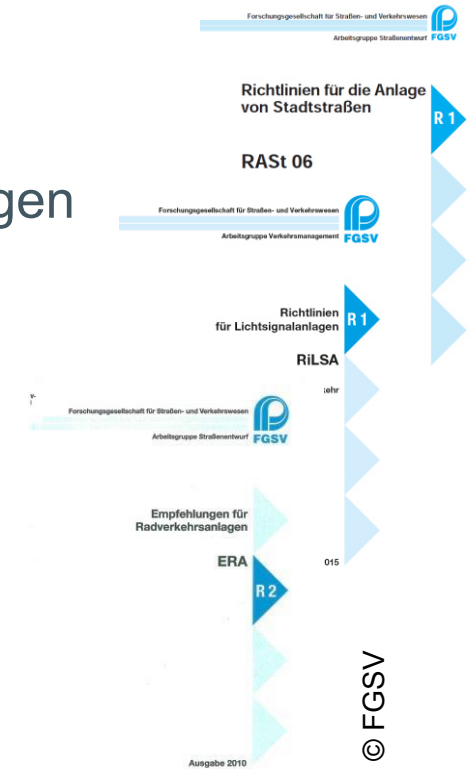 Forschungsgesellschaft für Straßen- und Verkehrswesen
Arbeitsgruppe Straßenentwurf
FGSV
Richtlinien für die Anlage
von Stadtstraßen
R 1
RASt 06
gen
Forschungsgesellschaft für Straßen- und Verkehrswesen
Arbeitsgruppe Verkehrsmanagement
FGSV
Richtlinien
für Lichtsignalanlagen
R 1
RiLSA
ehr
v-
Forschungsgesellschaft für Straßen- und Verkehrswesen
Arbeitsgruppe Straßenentwurf
FGSV
Empfehlungen für
Radverkehrsanlagen
ERA
015
R 2
© FGSV
Ausgabe 2010